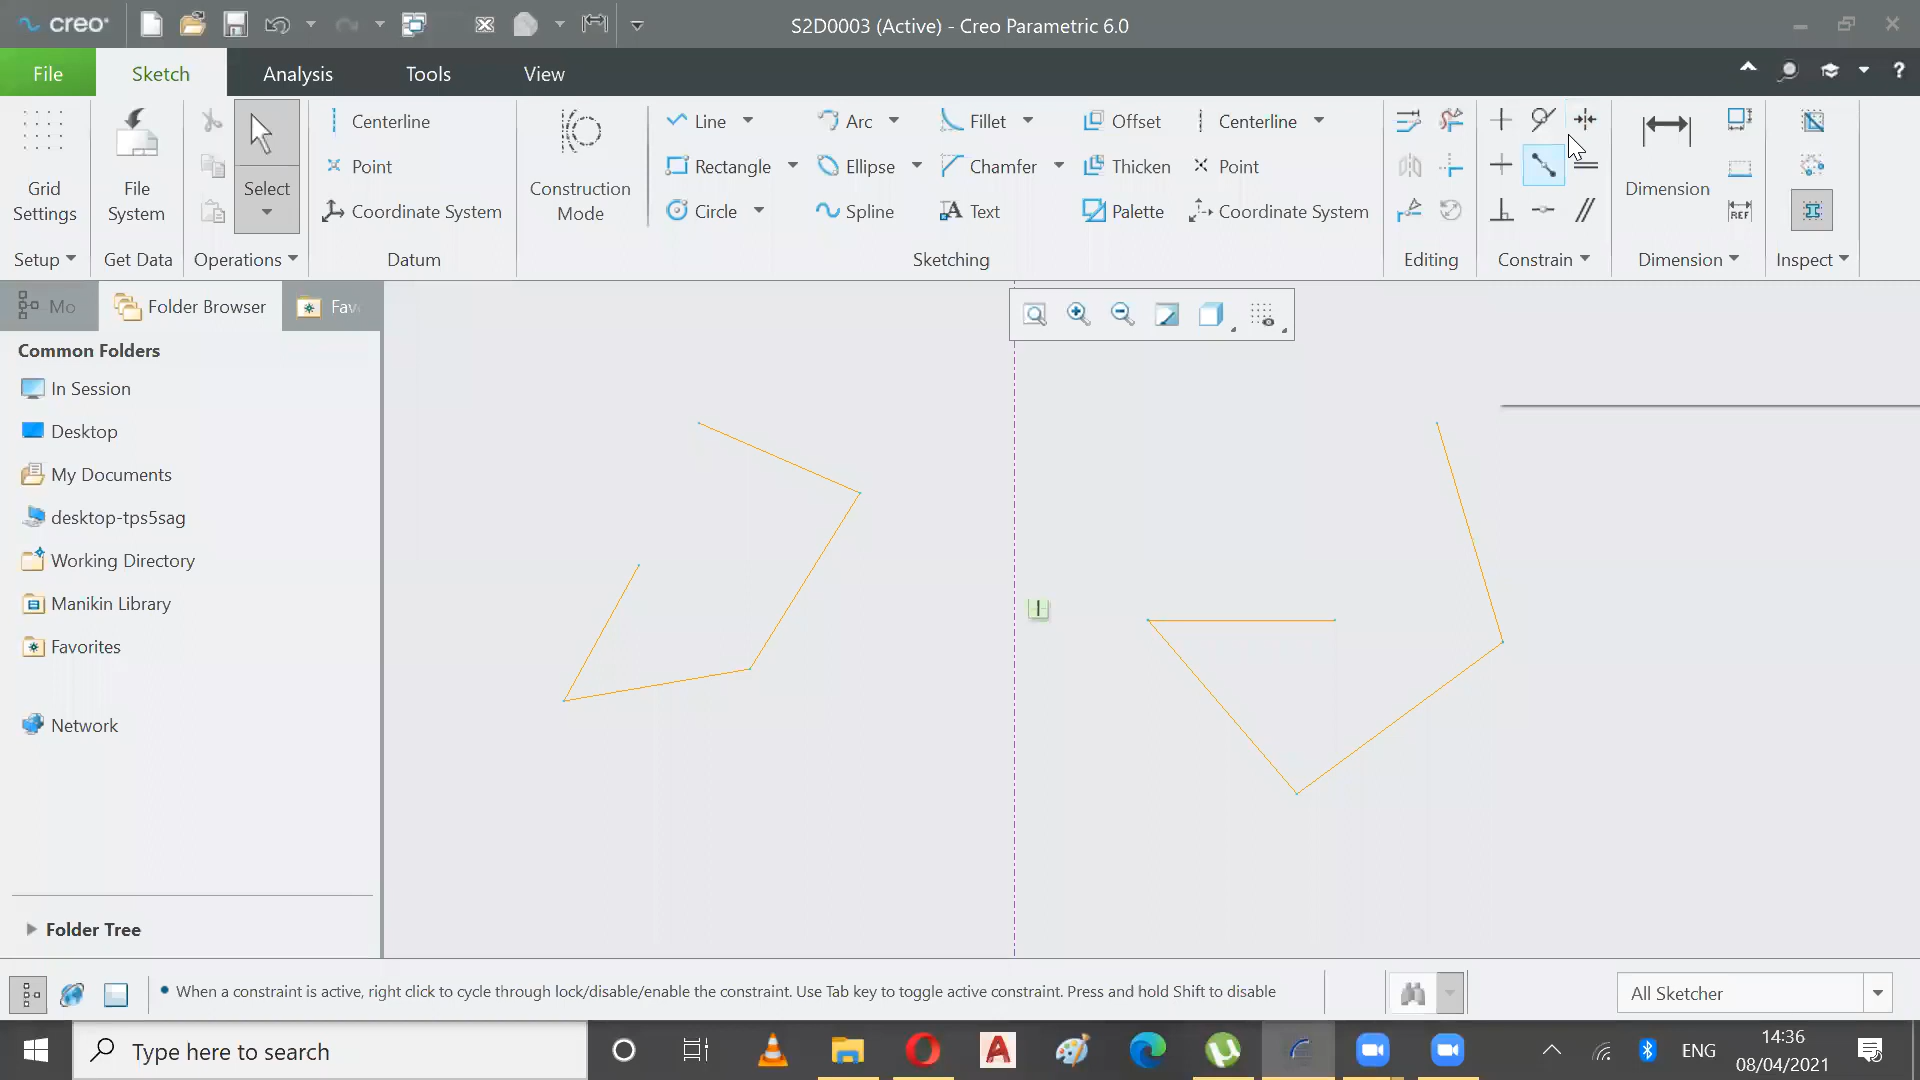 creo
S2D0003 (Active) - Creo Parametric 6.0
File
Sketch
Analysis
Tools
View
?
Grid Settings
Setup
File System
Get Data
Select
Operations
Centerline
Point
Coordinate System
Datum
Construction Mode
Line
Rectangle
Circle
Arc
Ellipse
Spline
Fillet
Chamfer
Text
Offset
Thicken
Palette
Centerline
Point
Coordinate System
Sketching
Editing
Constrain
Dimension
REF
Dimension
Inspect
Mo
Folder Browser
Fav
Common Folders
In Session
Desktop
My Documents
desktop-tps5sag
Working Directory
Manikin Library
Favorites
Network
Folder Tree
When a constraint is active, right click to cycle through lock/disable/enable the constraint. Use Tab key to toggle active constraint. Press and hold Shift to disable
All Sketcher
Type here to search
ENG
14:36
08/04/2021